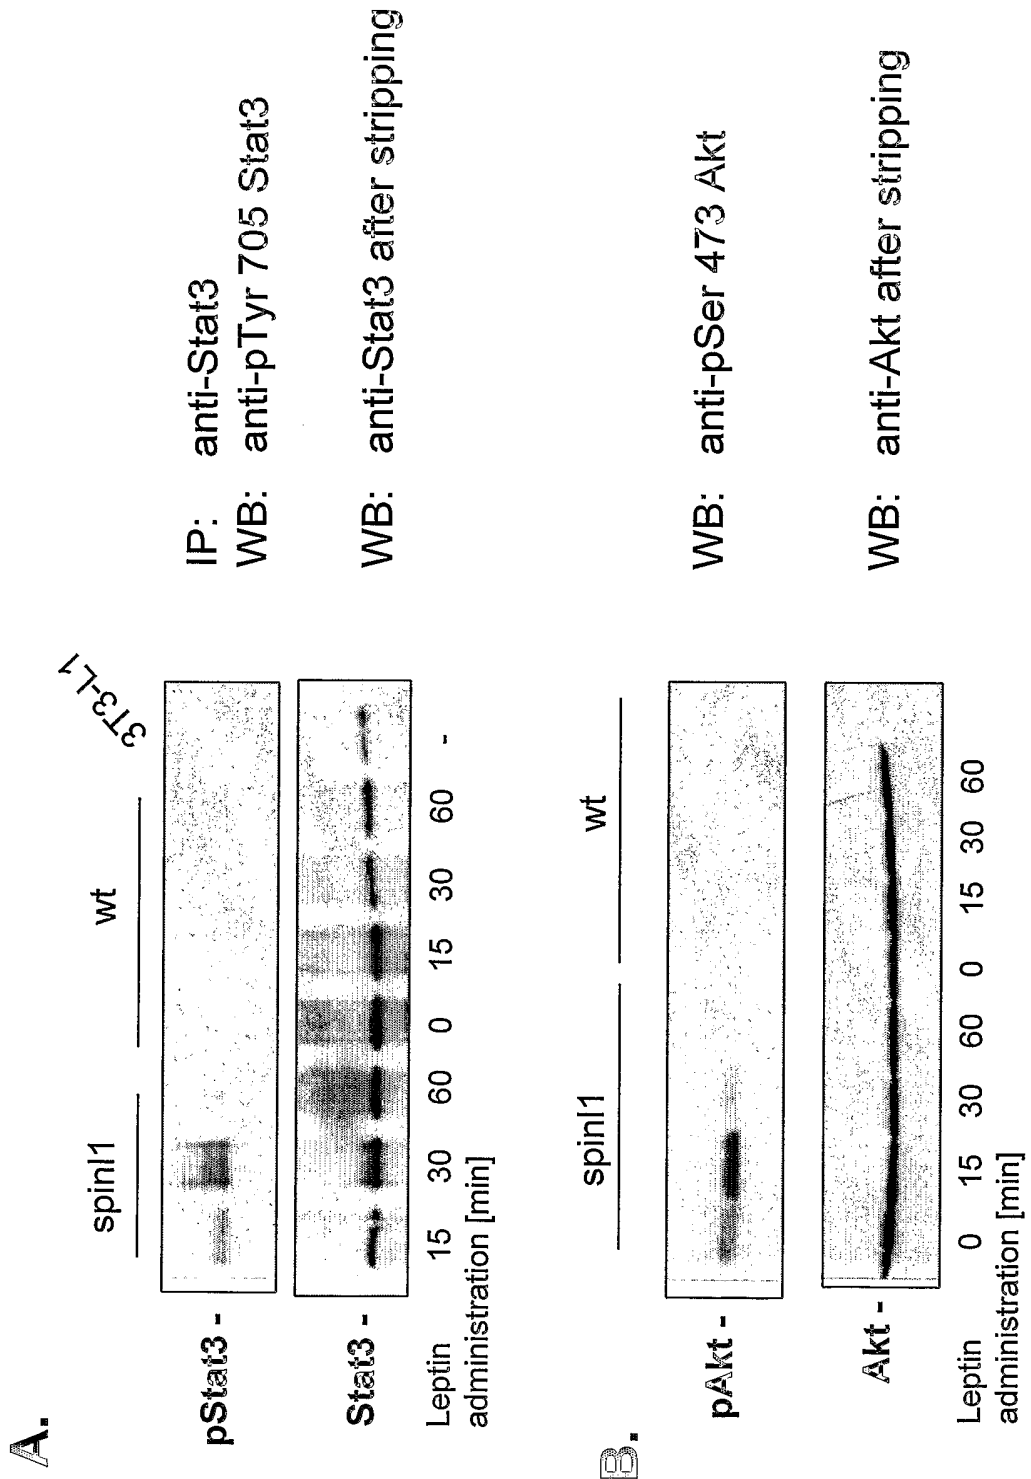 A.
3T3-L1
spinl1 wt
pStat3 -
IP: anti-Stat3
WB: anti-pTyr 705 Stat3
Stat3 -
WB: anti-Stat3 after stripping
15 30 60 0 15 30 60 -
Leptin
administration [min]
B.
spinl1 wt
pAkt -
WB: anti-pSer 473 Akt
Akt -
WB: anti-Akt after stripping
0 15 30 60 0 15 30 60
Leptin
administration [min]